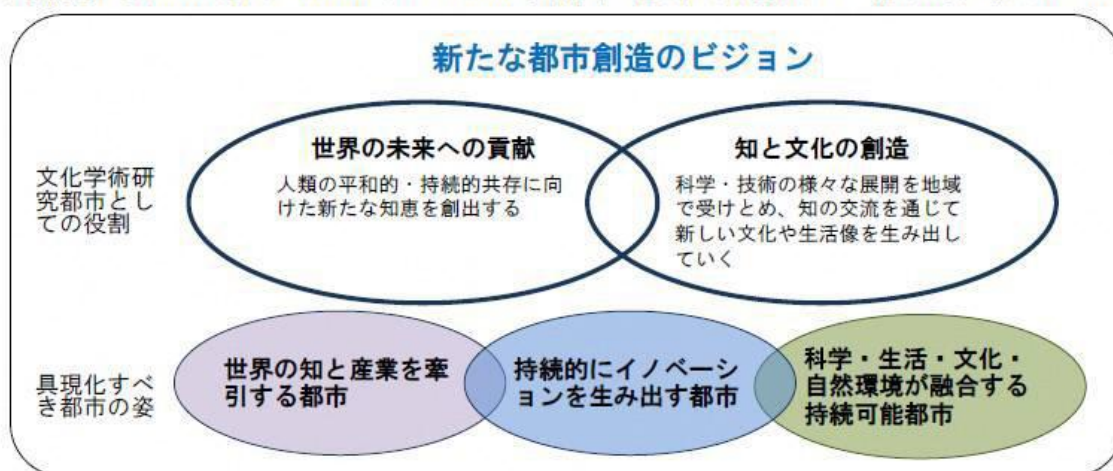 新たな都市創造のビジョン
文化学術研
究都市とし
ての役割
世界の未来への貢献
人類の平和的・持続的共存に向
けた新たな知恵を創出する
知と文化の創造
科学・技術の様々な展開を地域
で受けとめ、知の交流を通じて
新しい文化や生活像を生み出し
ていく
具現化すべ
き都市の姿
世界の知と産業を牽
引する都市
持続的にイノベーシ
ョンを生み出す都市
科学・生活・文化・
自然環境が融合する
持続可能都市